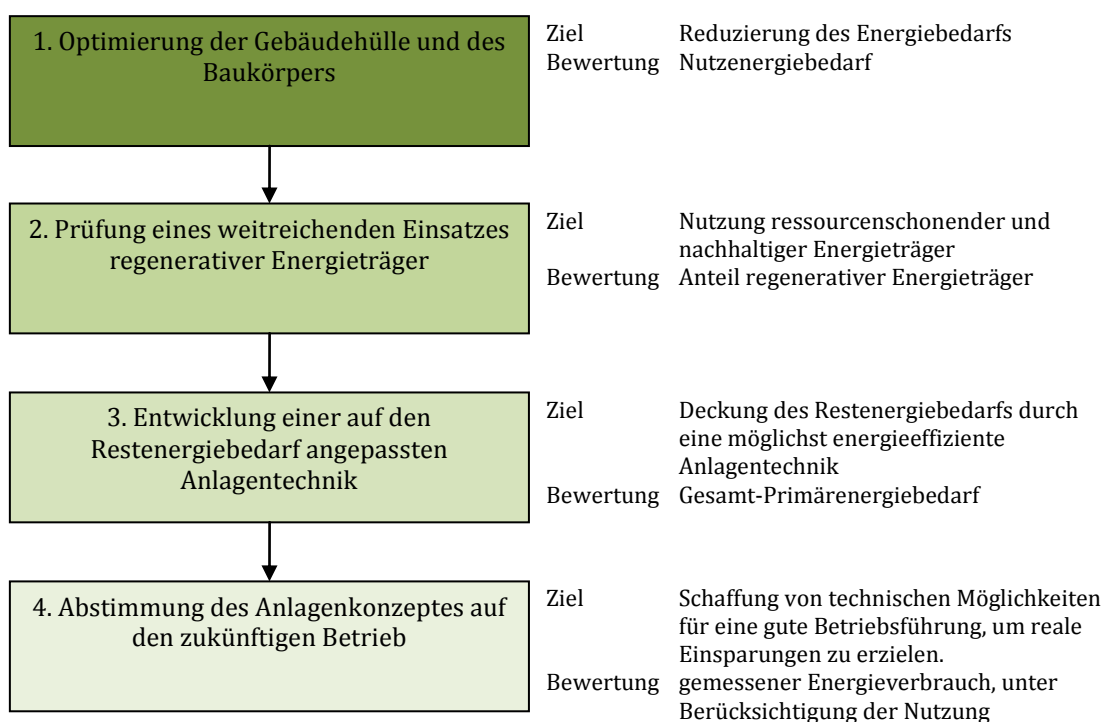 1. Optimierung der Gebäudehülle und des
Baukörpers
Ziel Reduzierung des Energiebedarfs
Bewertung Nutzenergiebedarf
2. Prüfung eines weitreichenden Einsatzes
regenerativer Energieträger
Ziel Nutzung ressourcenschonender und
nachhaltiger Energieträger
Bewertung Anteil regenerativer Energieträger
3. Entwicklung einer auf den
Restenergiebedarf angepassten
Anlagentechnik
Ziel Deckung des Restenergiebedarfs durch
eine möglichst energieeffiziente
Anlagentechnik
Bewertung Gesamt-Primärenergiebedarf
4. Abstimmung des Anlagenkonzeptes auf
den zukünftigen Betrieb
Ziel Schaffung von technischen Möglichkeiten
für eine gute Betriebsführung, um reale
Einsparungen zu erzielen.
Bewertung gemessener Energieverbrauch, unter
Berücksichtigung der Nutzung